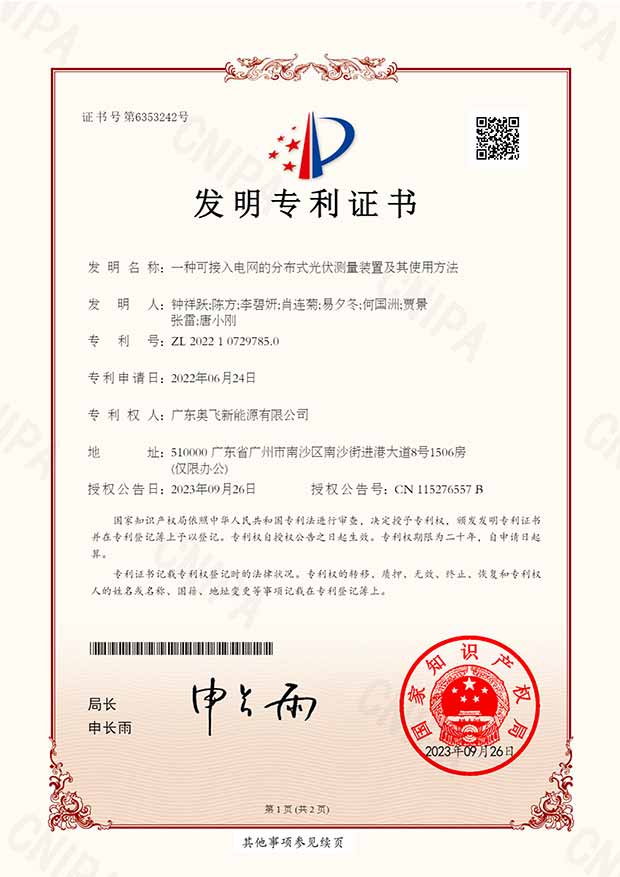 证书号第6353242号
发明专利证书
发明名称：一种可接入电网的分布式光伏测量装置及其使用方法
发明人：钟祥跃;陈方;李碧妍;肖连菊;易夕冬;何国洲;贾景
张雷;唐小刚
专利号：ZL 2022 1 0729785.0
专利申请日：2022年06月24日
专利权人：广东奥飞新能源有限公司
地址：510000 广东省广州市南沙区南沙街进港大道8号1506房
(仅限办公)
授权公告日：2023年09月26日 授权公告号：CN 115276557 B
国家知识产权局依照中华人民共和国专利法进行审查，决定授予专利权，颁发发明专利证书
并在专利登记簿上予以登记。专利权自授权公告之日起生效。专利权期限为二十年，自申请日起
算。
专利证书记载专利权登记时的法律状况。专利权的转移、质押、无效、终止、恢复和专利权
人的姓名或名称、国籍、地址变更等事项记载在专利登记簿上。
局长
申长雨
申长雨
国家知识产权局
2023年09月26日
第 1 页 (共 2 页)
其他事项参见续页
CNIPA
CNIPA
CNIPA
CNIPA
CNIPA
CNIPA
CNIPA
CNIPA